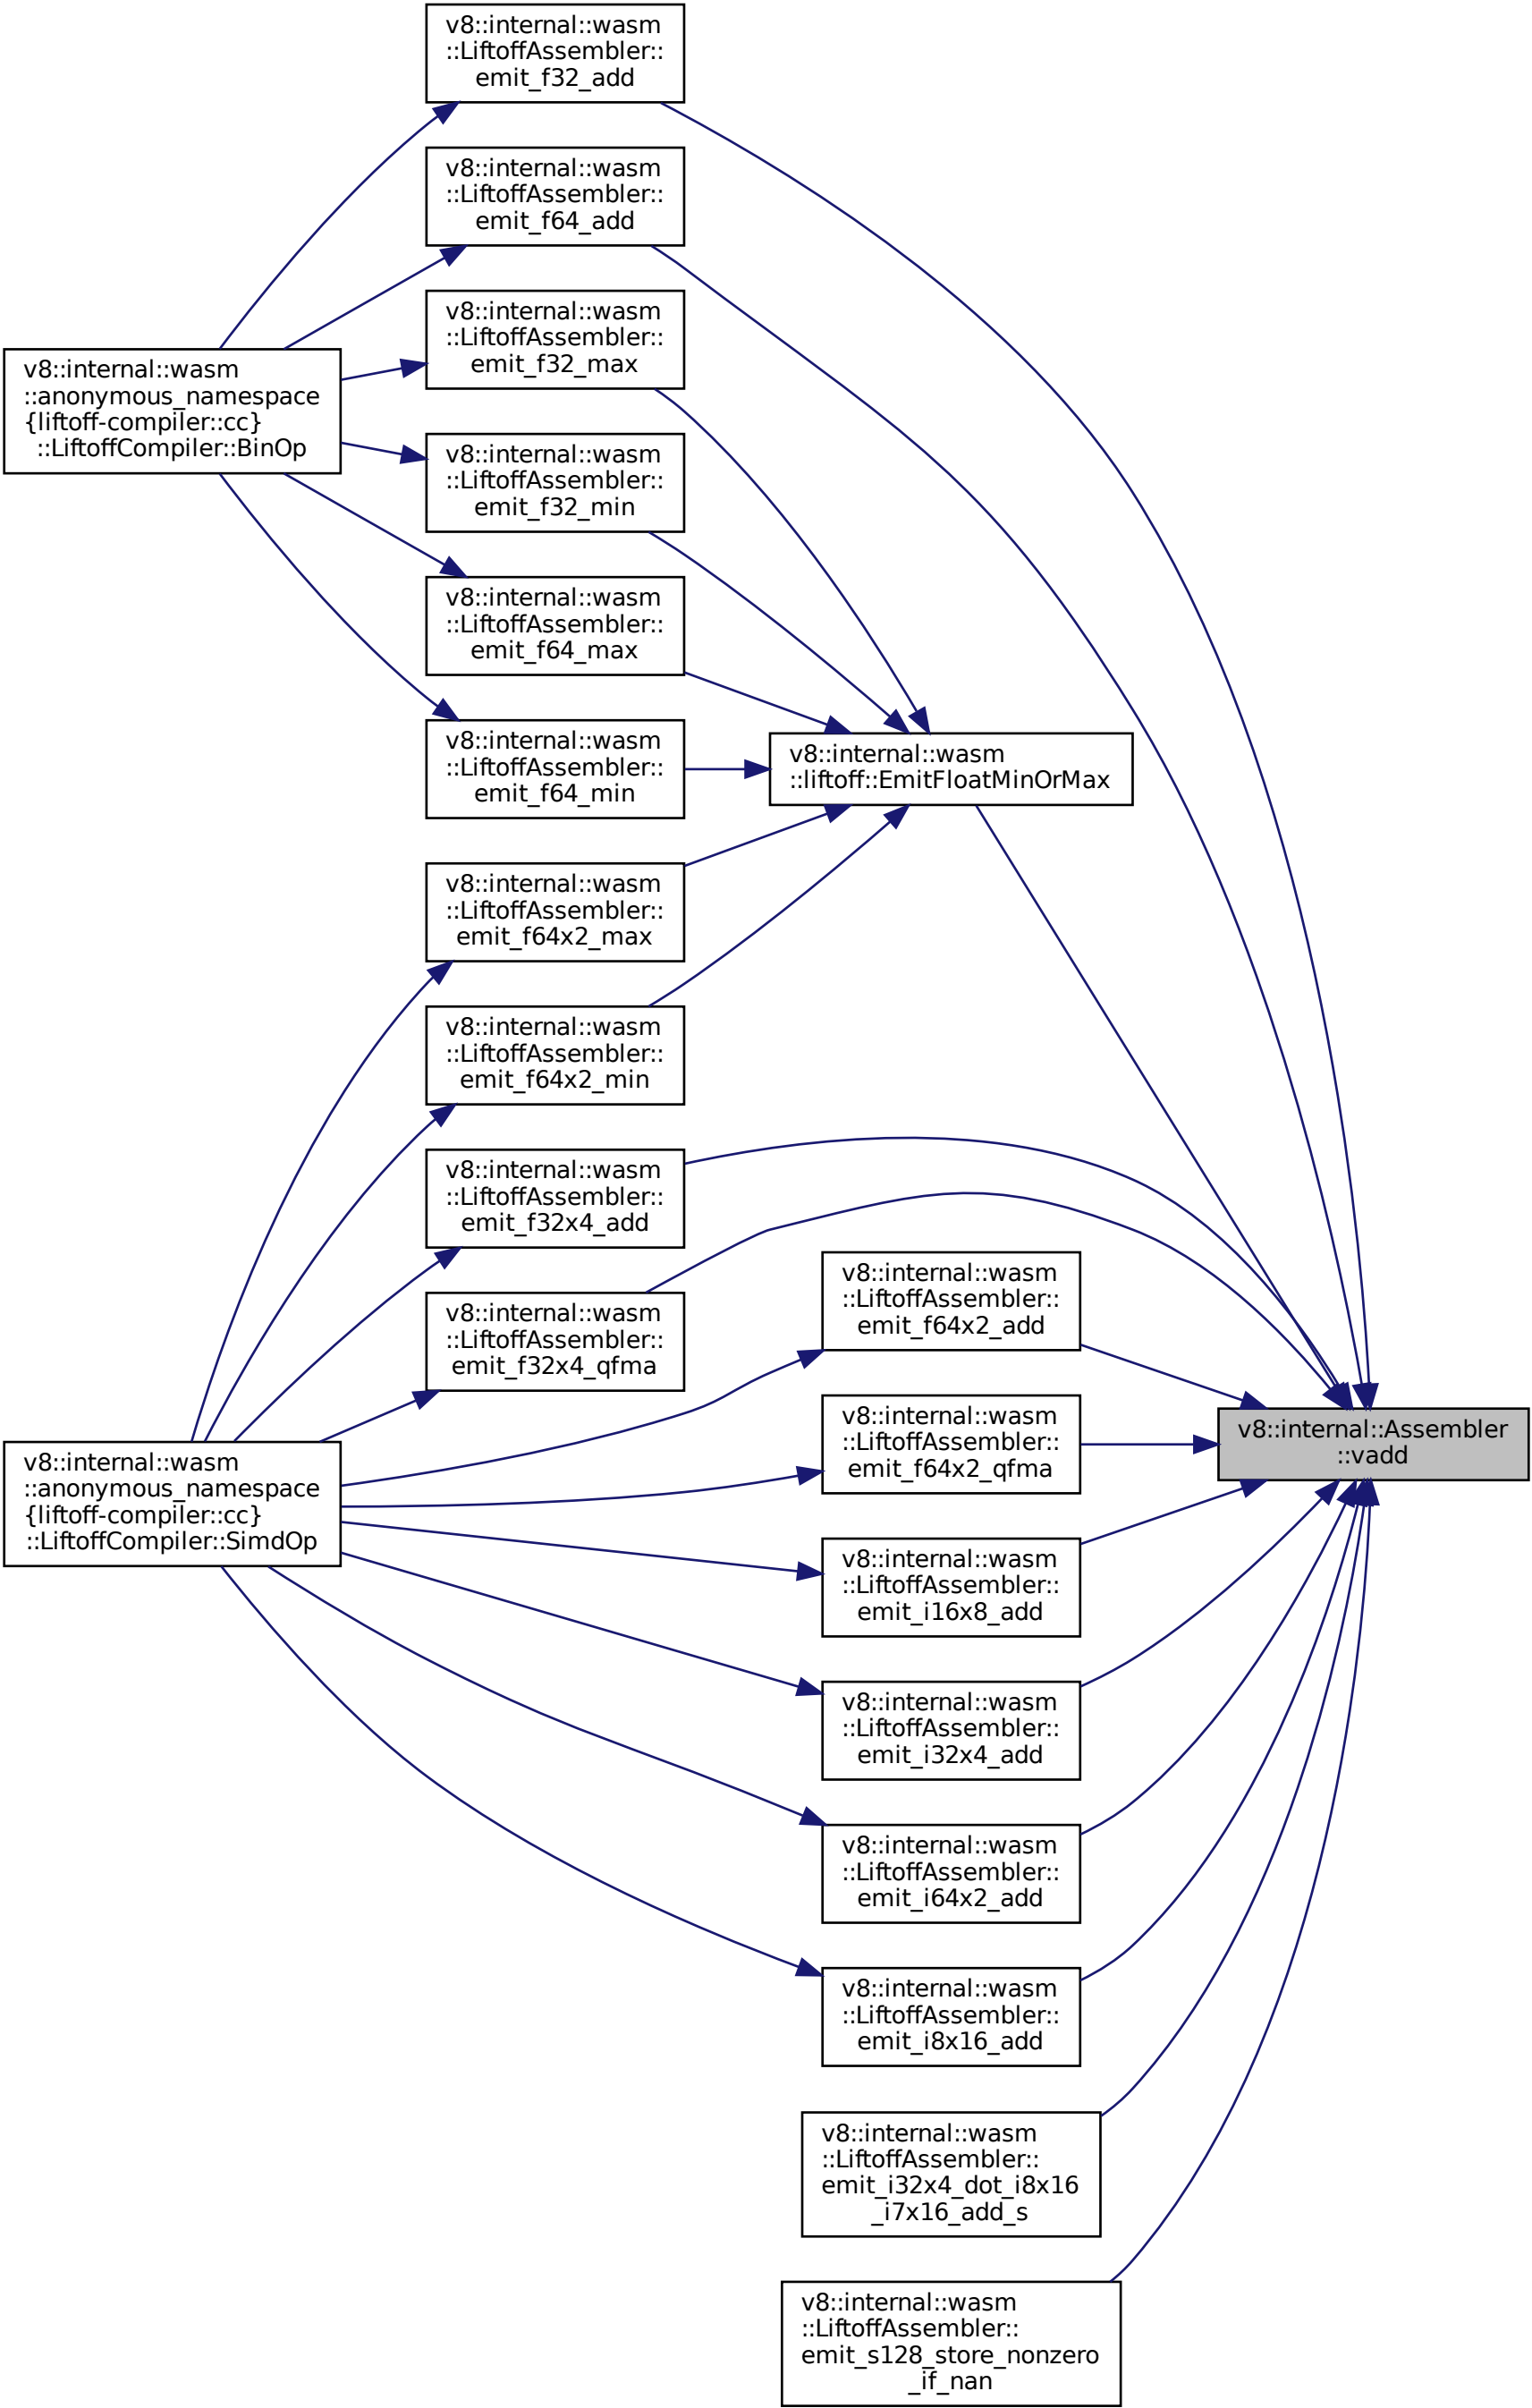 v8::internal::wasm
::LiftoffAssembler::
emit_f32_add
v8::internal::wasm
::LiftoffAssembler::
emit_f64_add
v8::internal::wasm
::LiftoffAssembler::
emit_f32_max
v8::internal::wasm
::anonymous_namespace
{liftoff-compiler::cc}
::LiftoffCompiler::BinOp
v8::internal::wasm
::LiftoffAssembler::
emit_f32_min
v8::internal::wasm
::LiftoffAssembler::
emit_f64_max
v8::internal::wasm
::LiftoffAssembler::
emit_f64_min
v8::internal::wasm
::liftoff::EmitFloatMinOrMax
v8::internal::wasm
::LiftoffAssembler::
emit_f64x2_max
v8::internal::wasm
::LiftoffAssembler::
emit_f64x2_min
v8::internal::wasm
::LiftoffAssembler::
emit_f32x4_add
v8::internal::wasm
::LiftoffAssembler::
emit_f32x4_qfma
v8::internal::wasm
::LiftoffAssembler::
emit_f64x2_add
v8::internal::wasm
::LiftoffAssembler::
emit_f64x2_qfma
v8::internal::Assembler
::vadd
v8::internal::wasm
::anonymous_namespace
{liftoff-compiler::cc}
::LiftoffCompiler::SimdOp
v8::internal::wasm
::LiftoffAssembler::
emit_i16x8_add
v8::internal::wasm
::LiftoffAssembler::
emit_i32x4_add
v8::internal::wasm
::LiftoffAssembler::
emit_i64x2_add
v8::internal::wasm
::LiftoffAssembler::
emit_i8x16_add
v8::internal::wasm
::LiftoffAssembler::
emit_i32x4_dot_i8x16
_i7x16_add_s
v8::internal::wasm
::LiftoffAssembler::
emit_s128_store_nonzero
_if_nan